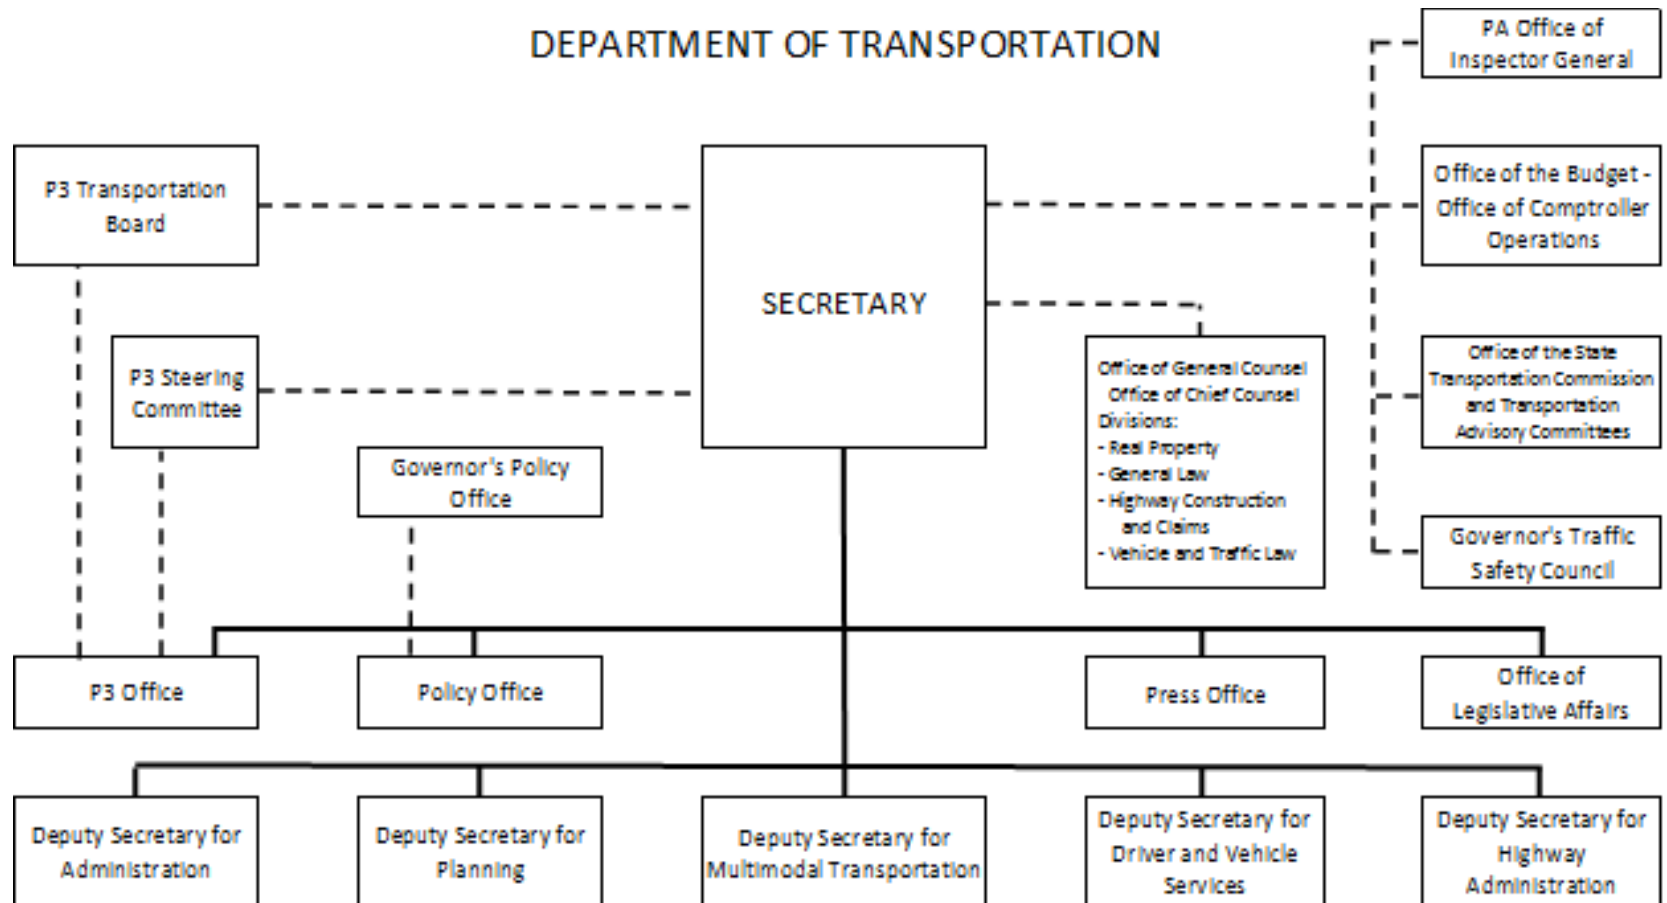 DEPARTMENT OF TRANSPORTATION
PA Office of
Inspector General
P3 Transportation
Board
SECRETARY
Office of the Budget -
Office of Comptroller
Operations
P3 Steering
Committee
Office of General Counsel
Office of Chief Counsel
Divisions:
- Real Property
- General Law
- Highway Construction
and Claims
- Vehicle and Traffic Law
Office of the State
Transportation Commission
and Transportation
Advisory Committees
Governor's Policy
Office
Governor's Traffic
Safety Council
P3 Office
Policy Office
Press Office
Office of
Legislative Affairs
Deputy Secretary for
Administration
Deputy Secretary for
Planning
Deputy Secretary for
Multimodal Transportation
Deputy Secretary for
Driver and Vehicle
Services
Deputy Secretary for
Highway
Administration